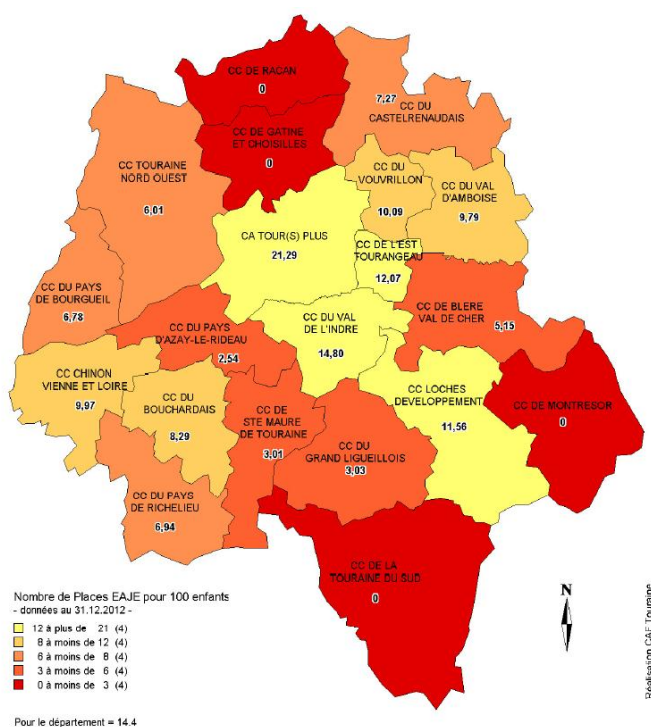 CC DE RACAN
0
7,27
CC DU
CASTELRENAUDAIS
CC DE GATINE
ET CHOISILLES
0
CC TOURAINE
NORD OUEST
6,01
CC DU
VOUVRILLON
10,09
CC DU VAL
D'AMBOISE
9,79
CA TOUR(S) PLUS
21,29
CC DE L'EST
TOURANGEAU
12,07
CC DU PAYS
DE BOURGUEIL
6,78
CC DU PAYS
D'AZAY-LE-RIDEAU
2,54
CC DU VAL
DE L'INDRE
14,80
CC DE BLERE
VAL DE CHER
5,15
CC CHINON
VIENNE ET LOIRE
9,97
CC DU
BOUCHARDAIS
8,29
CC DE
STE MAURE
DE TOURAINE
3,01
CC LOCHES
DEVELOPPEMENT
11,56
CC DE MONTRESOR
0
CC DU
GRAND LIGUEILLOIS
3,03
CC DU PAYS
DE RICHELIEU
6,94
CC DE LA
TOURAINE DU SUD
0
Nombre de Places EAJE pour 100 enfants
- données au 31.12.2012 -
12 à plus de 21 (4)
8 à moins de 12 (4)
6 à moins de 8 (4)
3 à moins de 6 (4)
0 à moins de 3 (4)
Pour le département = 14.4
N
Réalisation CAF Touraine